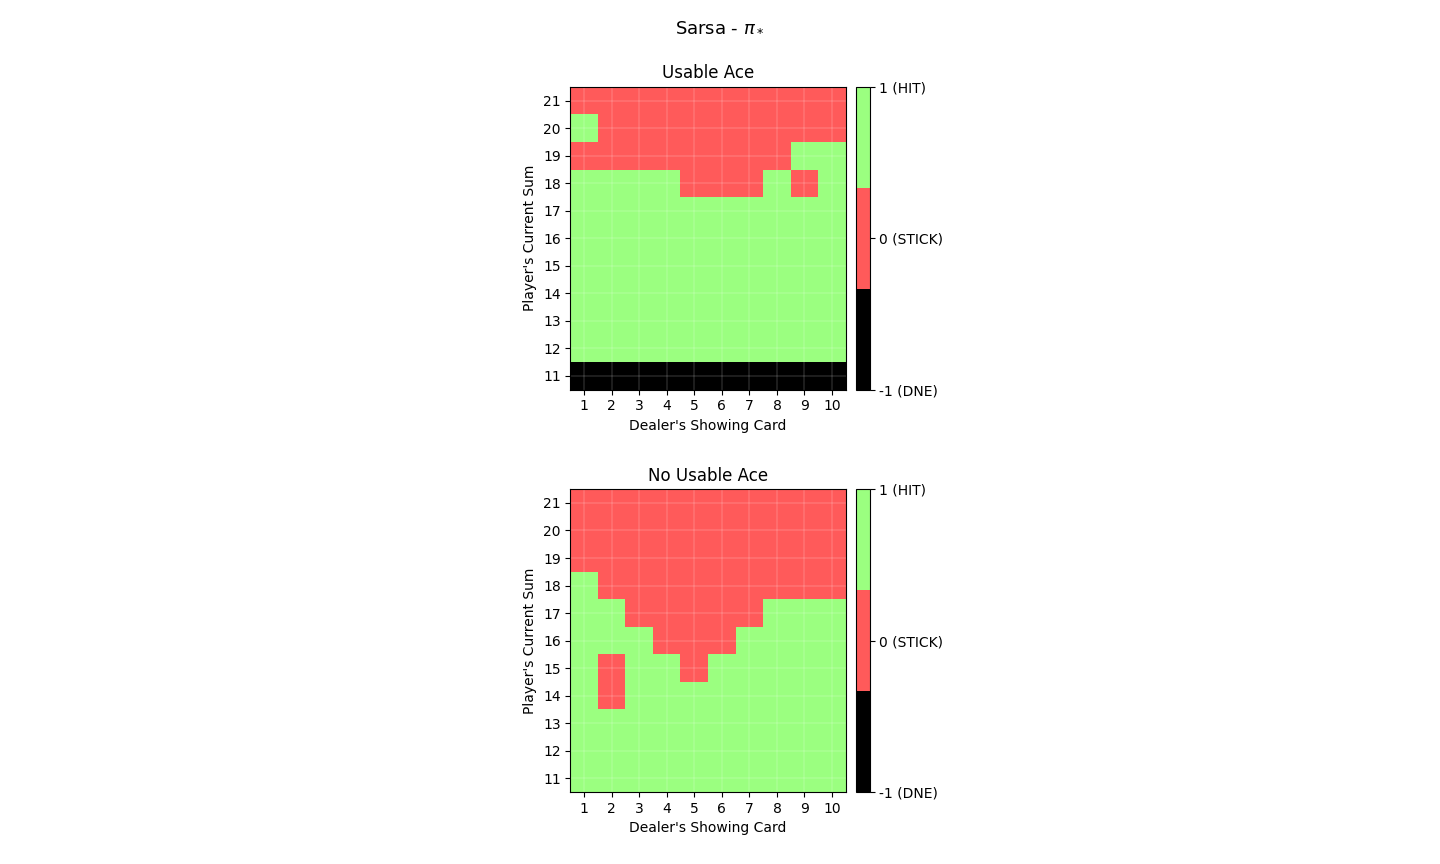 Sarsa - π*
Usable Ace
Player's Current Sum
21
20
19
18
17
16
15
14
13
12
11
1 2 3 4 5 6 7 8 9 10
Dealer's Showing Card
1 (HIT)
0 (STICK)
-1 (DNE)
No Usable Ace
Player's Current Sum
21
20
19
18
17
16
15
14
13
12
11
1 2 3 4 5 6 7 8 9 10
Dealer's Showing Card
1 (HIT)
0 (STICK)
-1 (DNE)